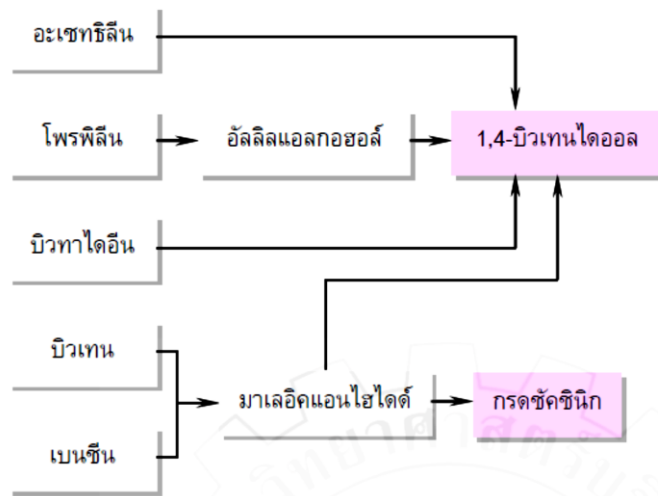 อะเซทธิลีน
โพรพิลีน
อัลลิลแอลกอฮอล์
1,4-บิวเทนไดออล
บิวทาไดอีน
บิวเทน
มาเลอิคแอนไฮไดด์
กรดซัคซินิก
เบนซีน